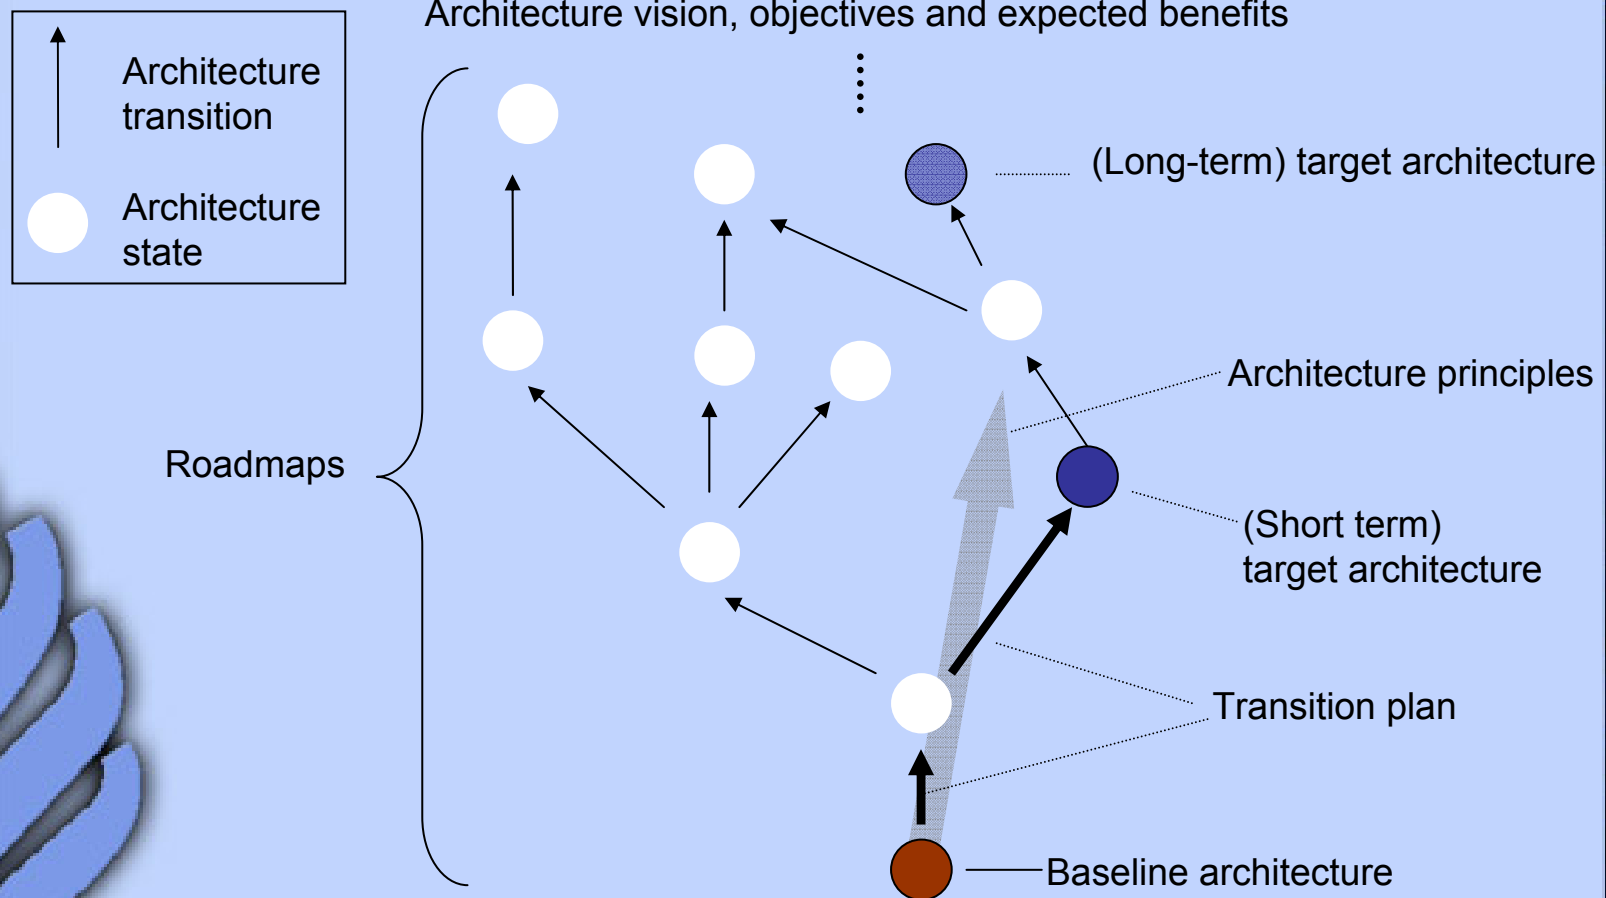 Architecture vision, objectives and expected benefits
Architecture
transition
Architecture
state
(Long-term) target architecture
Architecture principles
Roadmaps
(Short term)
target architecture
Transition plan
Baseline architecture